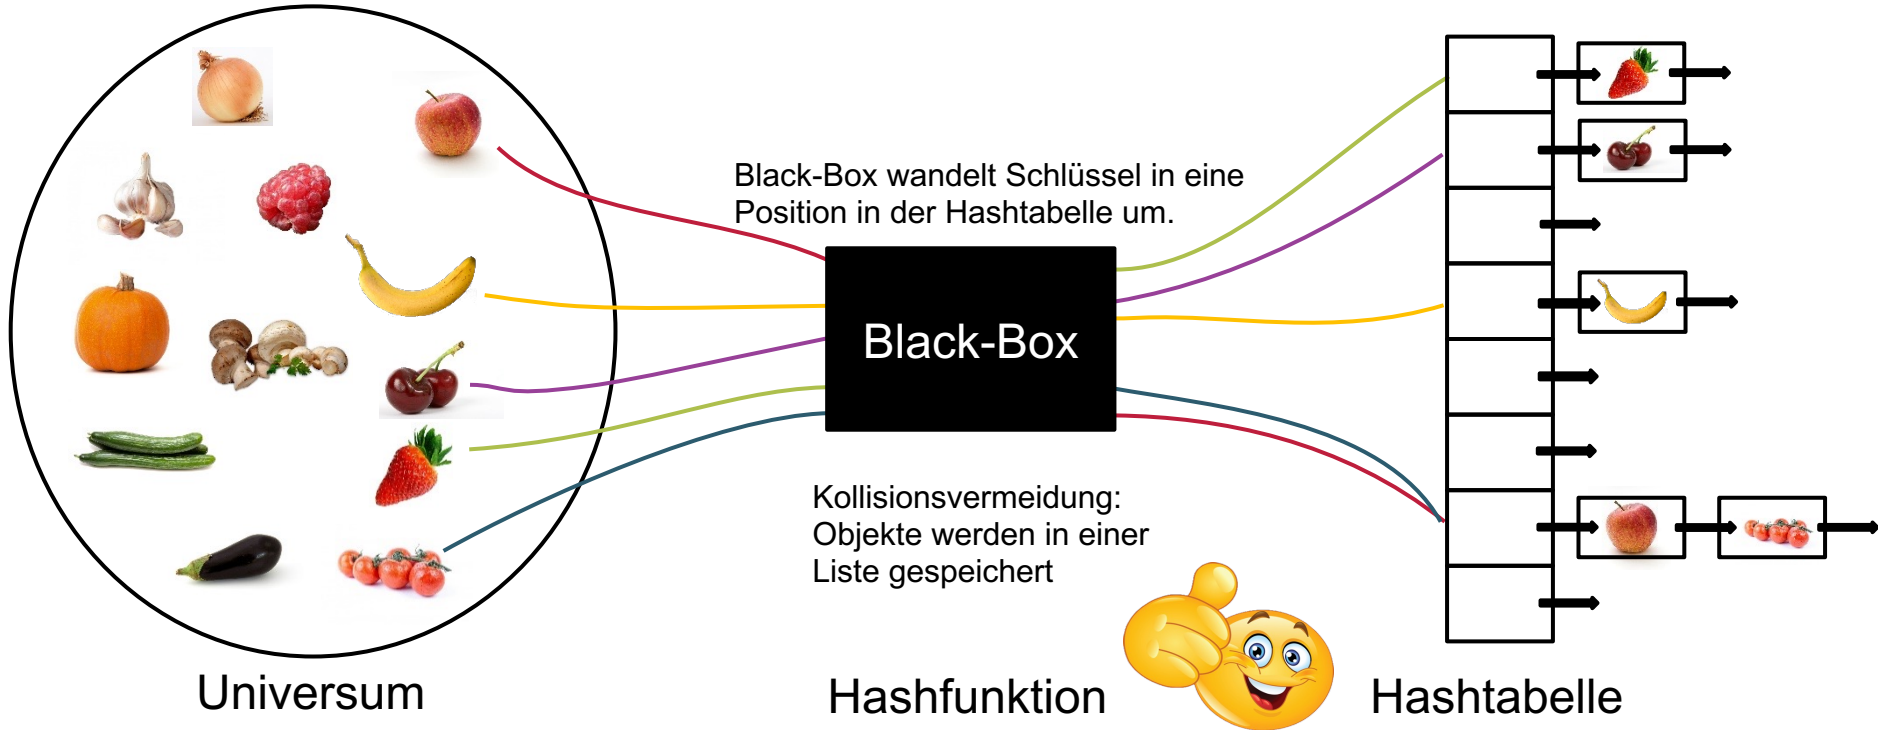 Black-Box wandelt Schlüssel in eine
Position in der Hashtabelle um.
Black-Box
Kollisionsvermeidung:
Objekte werden in einer
Liste gespeichert
Universum
Hashfunktion
Hashtabelle